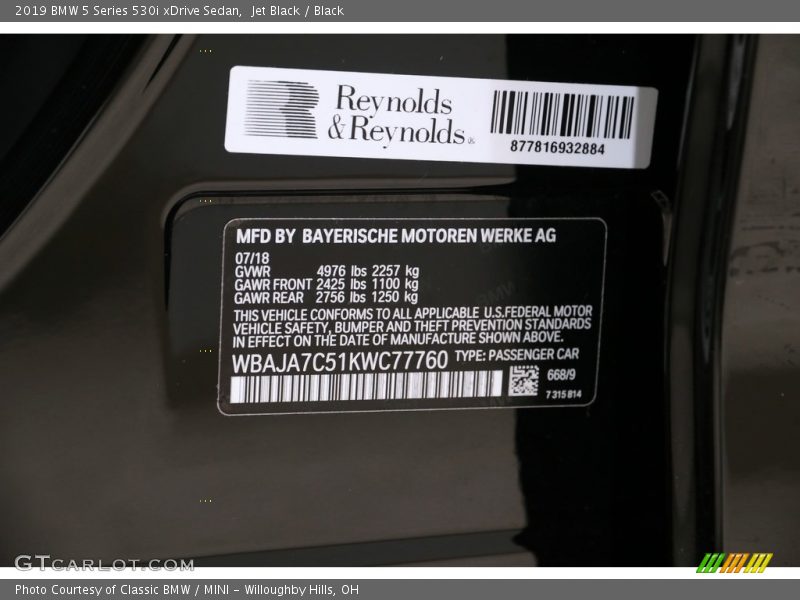 2019 BMW 5 Series 530i xDrive Sedan, Jet Black / Black
Reynolds
& Reynolds
877816932884
MFD BY BAYERISCHE MOTOREN WERKE AG
07/18
GVWR 4976 lbs 2257 kg
GAWR FRONT 2425 lbs 1100 kg
GAWR REAR 2756 lbs 1250 kg
THIS VEHICLE CONFORMS TO ALL APPLICABLE U.S.FEDERAL MOTOR
VEHICLE SAFETY, BUMPER AND THEFT PREVENTION STANDARDS
IN EFFECT ON THE DATE OF MANUFACTURE SHOWN ABOVE.
WBAJA7C51KWC77760 TYPE: PASSENGER CAR
668/9
7 315 814
GTCARLOT.COM
Photo Courtesy of Classic BMW / MINI - Willoughby Hills, OH